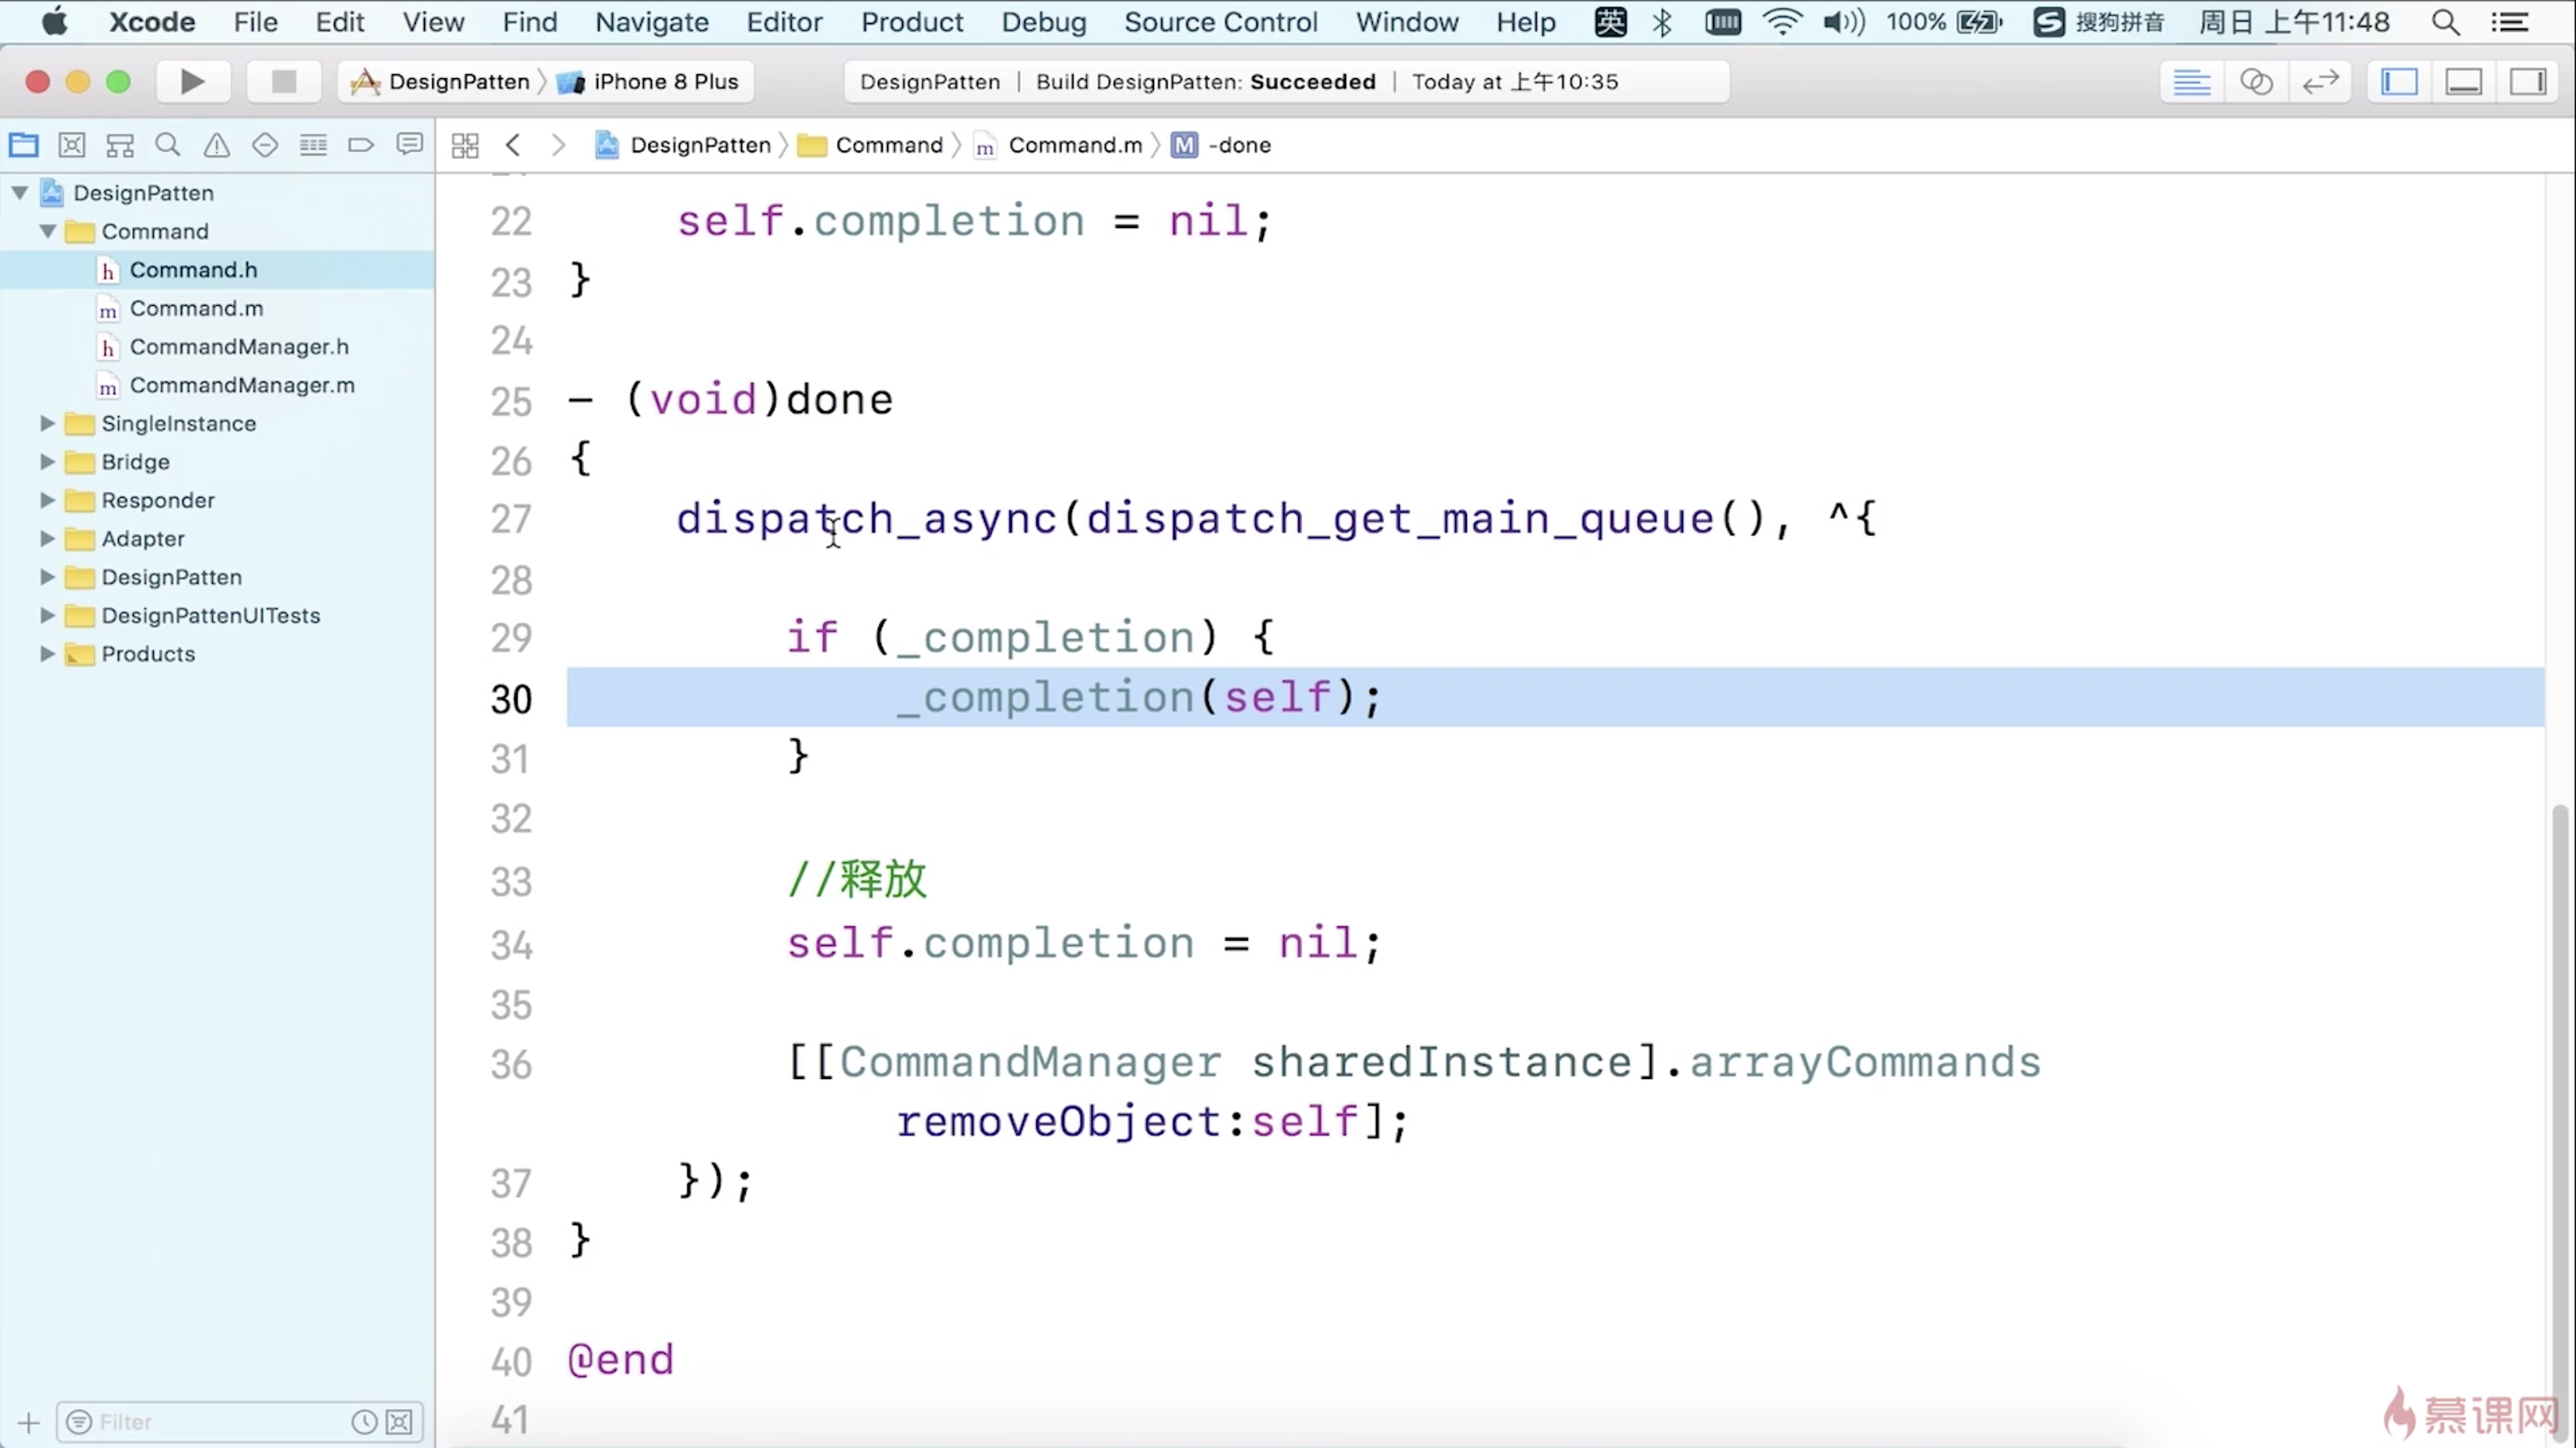 Xcode File Edit View Find Navigate Editor Product Debug Source Control Window Help 英 100% 搜狗拼音 周日 上午11:48
DesignPatten 〉 iPhone 8 Plus
DesignPatten | Build DesignPatten: Succeeded | Today at 上午10:35
DesignPatten 〉 Command 〉 m Command.m 〉 M -done
DesignPatten
Command
h Command.h
m Command.m
h CommandManager.h
m CommandManager.m
SingleInstance
Bridge
Responder
Adapter
DesignPatten
DesignPattenUITests
Products
Filter
22 self.completion = nil;
23 }
24
25 - (void)done
26 {
27 dispatch_async(dispatch_get_main_queue(), ^{
28
29 if (_completion) {
30 _completion(self);
31 }
32
33 //释放
34 self.completion = nil;
35
36 [[CommandManager sharedInstance].arrayCommands
removeObject:self];
37 });
38 }
39
40 @end
41
慕课网